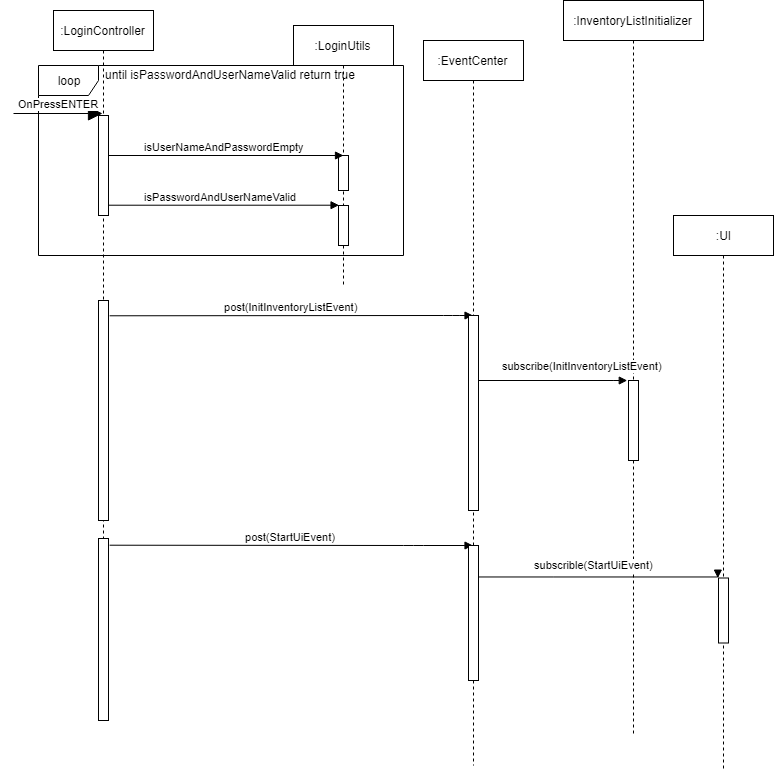 :LoginController
:InventoryListInitializer
:LoginUtils
:EventCenter
loop
until isPasswordAndUserNameValid return true
OnPressENTER
isUserNameAndPasswordEmpty
isPasswordAndUserNameValid
:UI
post(InitInventoryListEvent)
subscribe(InitInventoryListEvent)
post(StartUiEvent)
subscrible(StartUiEvent)